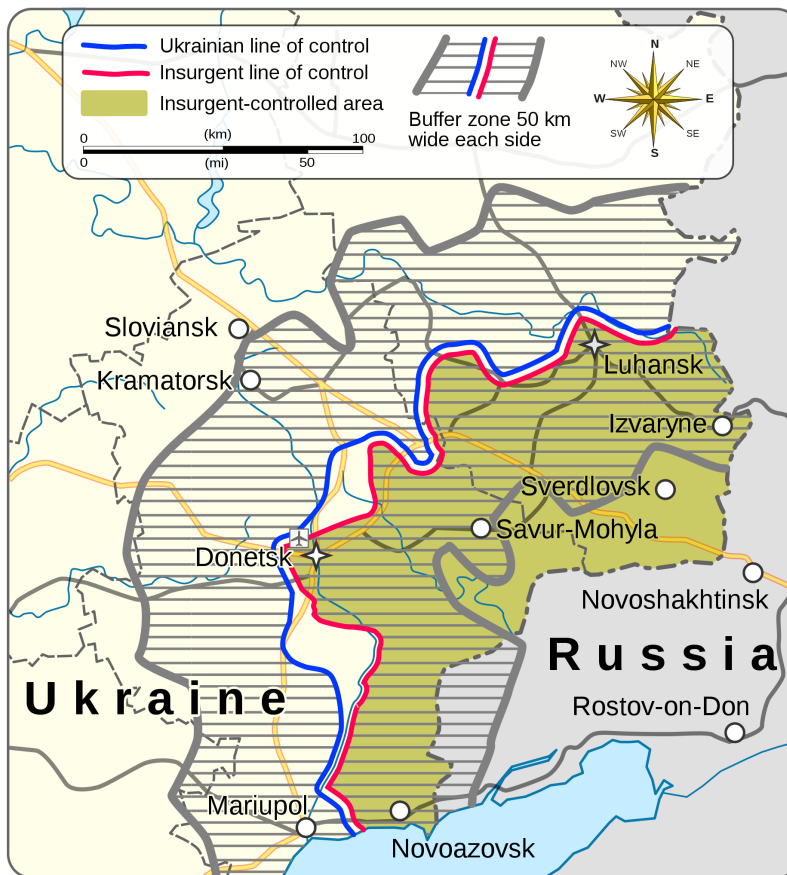 Ukrainian line of control
Insurgent line of control
Insurgent-controlled area
0 (km) 100
0 (mi) 50
Buffer zone 50 km
wide each side
N
NW NE
W E
SW SE
S
Sloviansk
Kramatorsk
Luhansk
Izvaryne
Sverdlovsk
Savur-Mohyla
Donetsk
Novoshakhtinsk
Russia
Ukraine
Rostov-on-Don
Mariupol
Novoazovsk